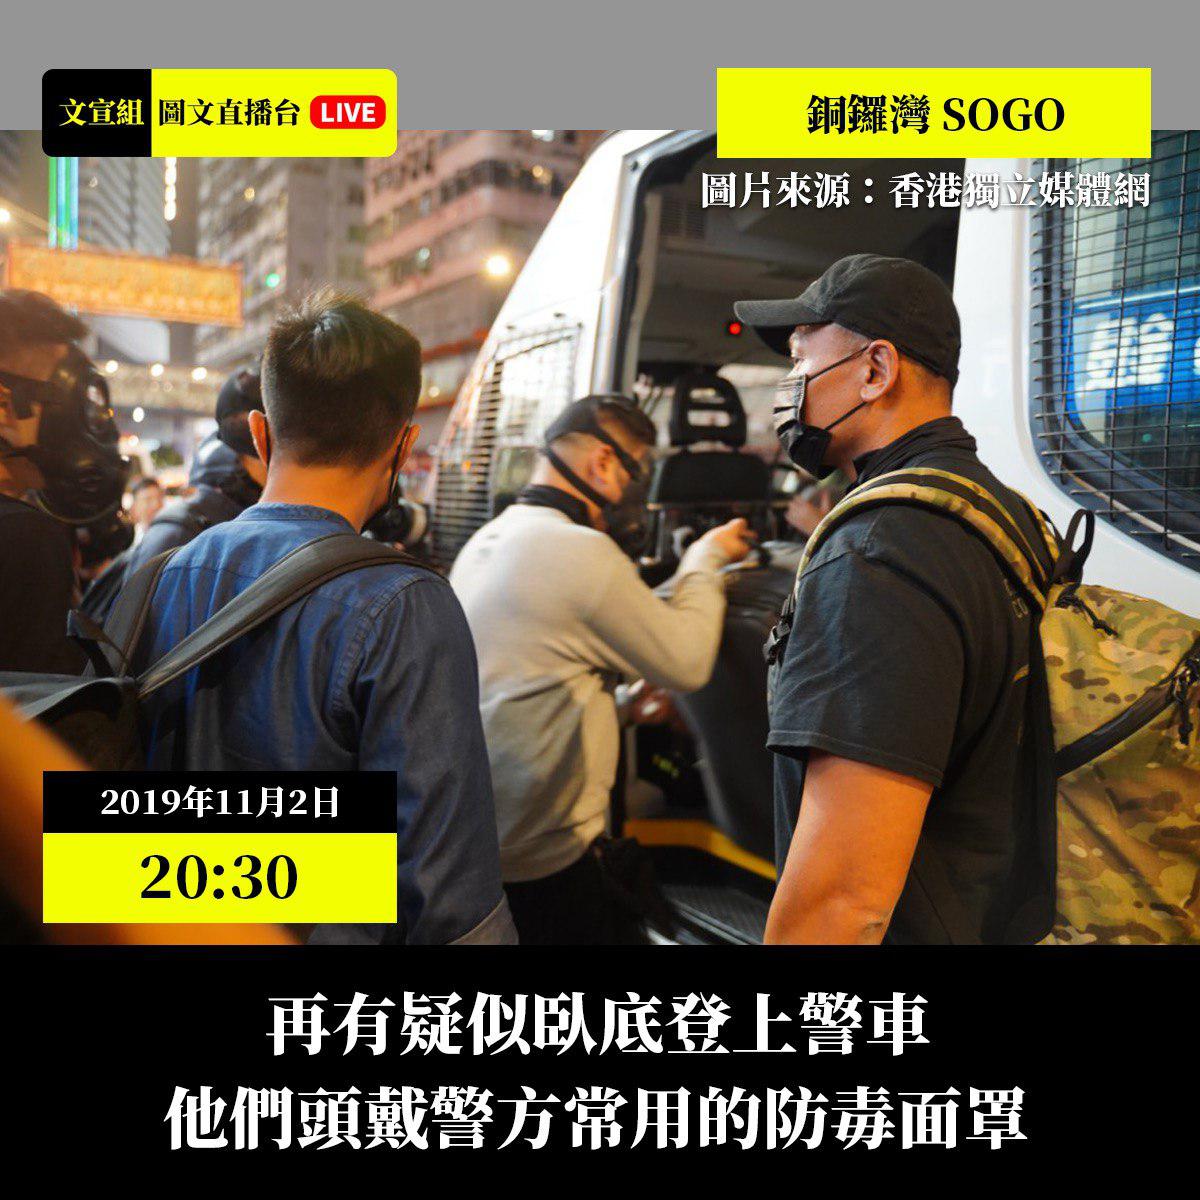 文宣組 圖文直播台 LIVE
銅鑼灣 SOGO
圖片來源：香港獨立媒體網
2019年11月2日
20:30
再有疑似臥底登上警車
他們頭戴警方常用的防毒面罩